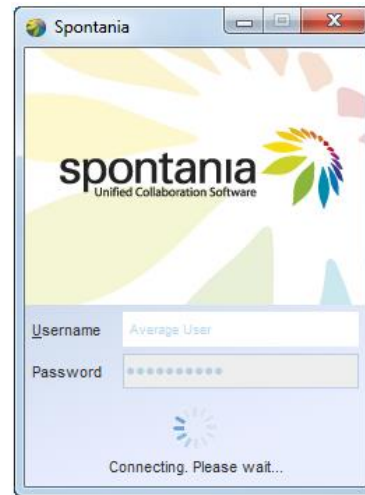 Spontania
spontania
Unified Collaboration Software
Username
Average User
Password
••••••••••
Connecting. Please wait...